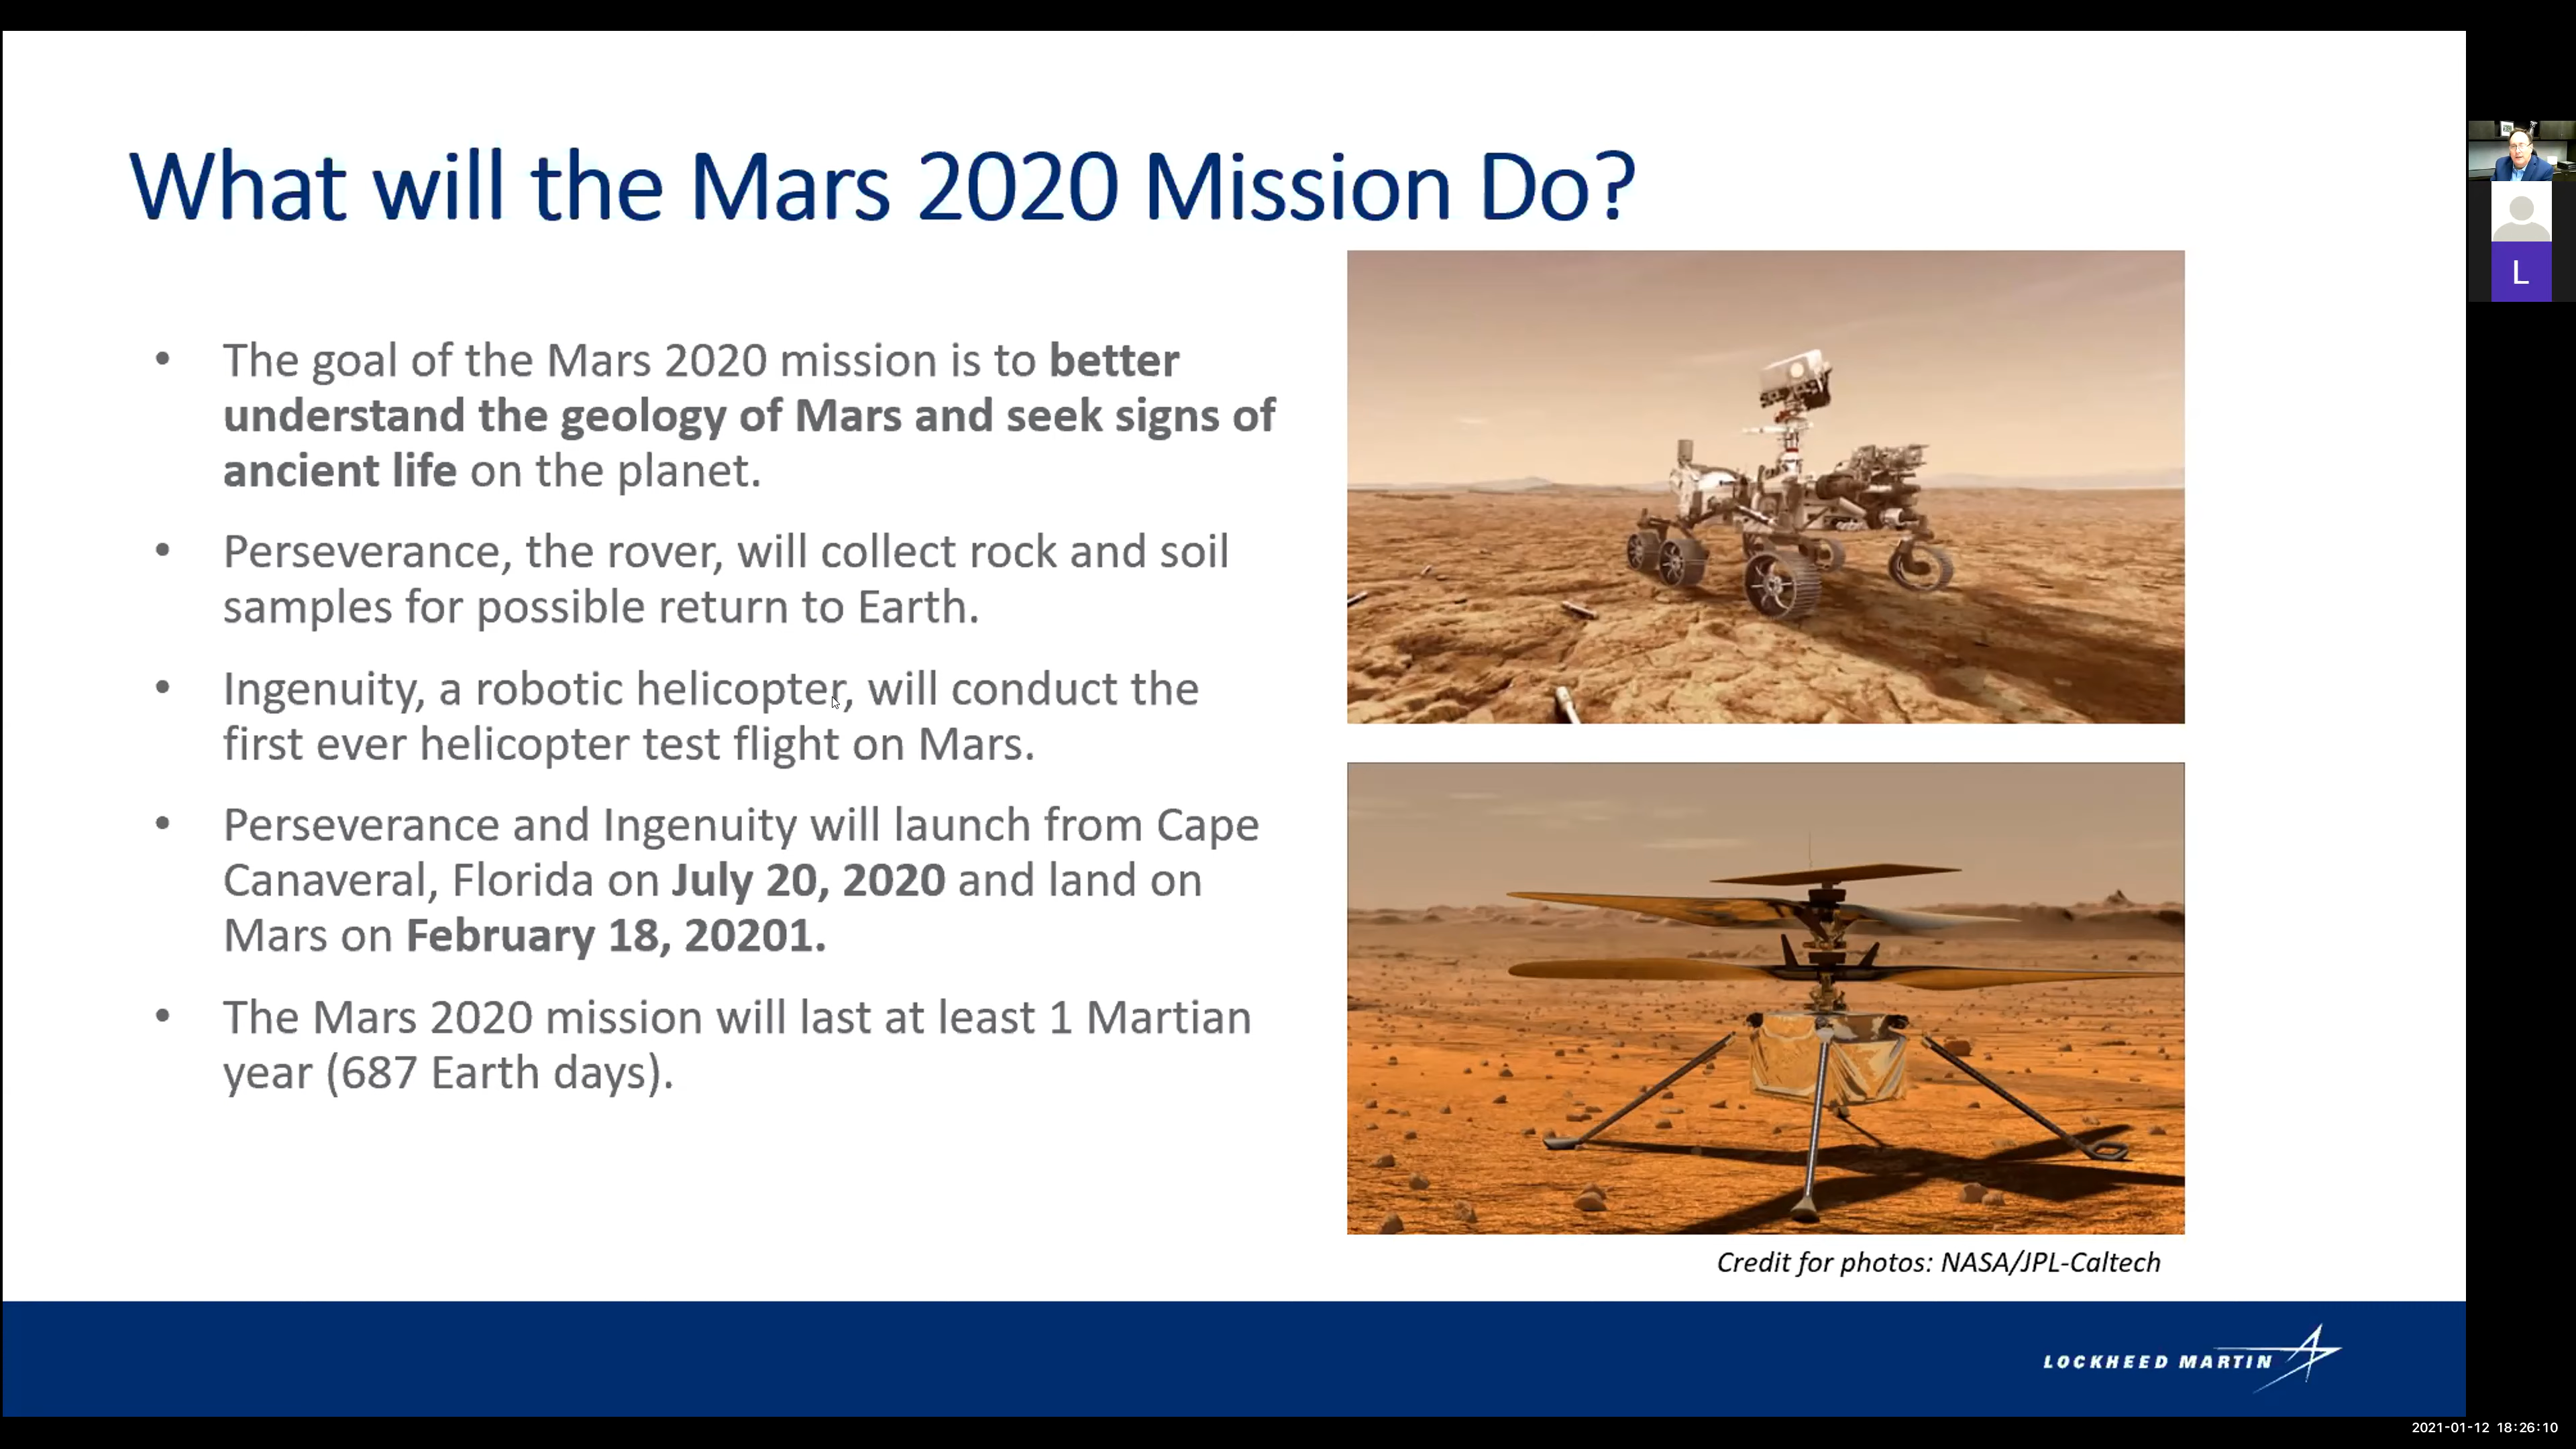 What will the Mars 2020 Mission Do?
• The goal of the Mars 2020 mission is to better
understand the geology of Mars and seek signs of
ancient life on the planet.
• Perseverance, the rover, will collect rock and soil
samples for possible return to Earth.
• Ingenuity, a robotic helicopter, will conduct the
first ever helicopter test flight on Mars.
• Perseverance and Ingenuity will launch from Cape
Canaveral, Florida on July 20, 2020 and land on
Mars on February 18, 20201.
• The Mars 2020 mission will last at least 1 Martian
year (687 Earth days).
Credit for photos: NASA/JPL-Caltech
LOCKHEED MARTIN
L
2021-01-12 18:26:10